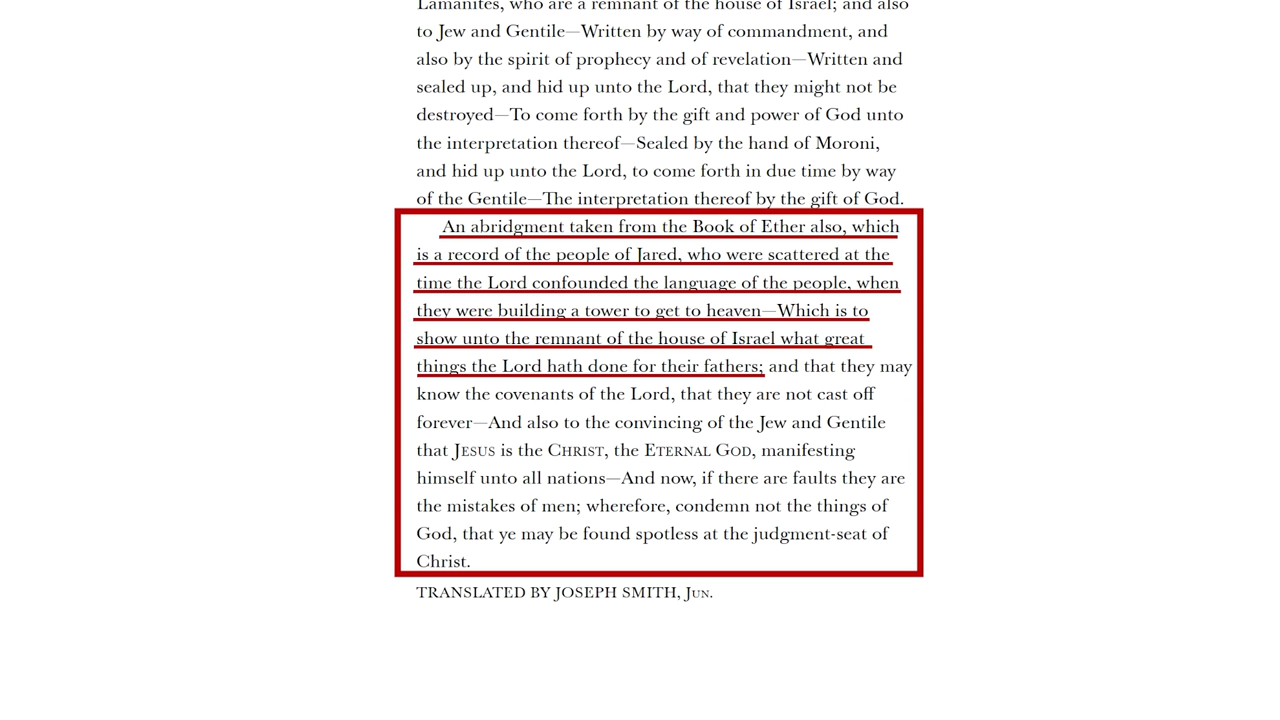 Lamanites, who are a remnant of the house of Israel; and also
to Jew and Gentile—Written by way of commandment, and
also by the spirit of prophecy and of revelation—Written and
sealed up, and hid up unto the Lord, that they might not be
destroyed—To come forth by the gift and power of God unto
the interpretation thereof—Sealed by the hand of Moroni,
and hid up unto the Lord, to come forth in due time by way
of the Gentile—The interpretation thereof by the gift of God.
An abridgment taken from the Book of Ether also, which
is a record of the people of Jared, who were scattered at the
time the Lord confounded the language of the people, when
they were building a tower to get to heaven—Which is to
show unto the remnant of the house of Israel what great
things the Lord hath done for their fathers; and that they may
know the covenants of the Lord, that they are not cast off
forever—And also to the convincing of the Jew and Gentile
that Jesus is the Christ, the Eternal God, manifesting
himself unto all nations—And now, if there are faults they are
the mistakes of men; wherefore, condemn not the things of
God, that ye may be found spotless at the judgment-seat of
Christ.
TRANSLATED BY JOSEPH SMITH, Jun.